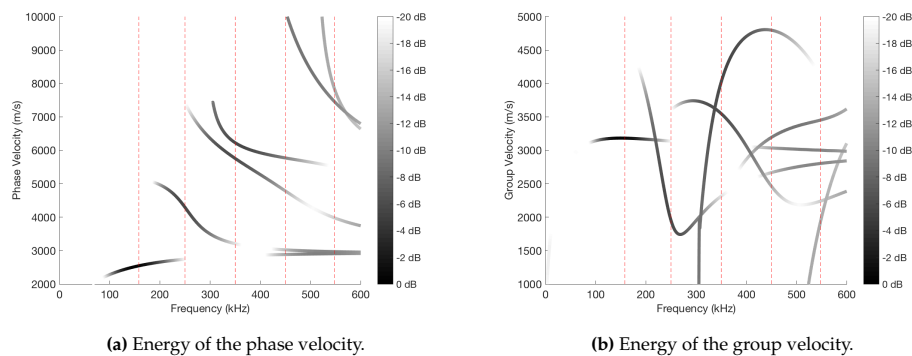 10000
9000
8000
7000
6000
5000
4000
3000
2000
Phase Velocity (m/s)
0
100
200
300
400
500
600
Frequency (kHz)
-20 dB
-18 dB
-16 dB
-14 dB
-12 dB
-10 dB
-8 dB
-6 dB
-4 dB
-2 dB
0 dB
(a) Energy of the phase velocity.
5000
4500
4000
3500
3000
2500
2000
1500
1000
Group Velocity (m/s)
0
100
200
300
400
500
600
Frequency (kHz)
-20 dB
-18 dB
-16 dB
-14 dB
-12 dB
-10 dB
-8 dB
-6 dB
-4 dB
-2 dB
0 dB
(b) Energy of the group velocity.